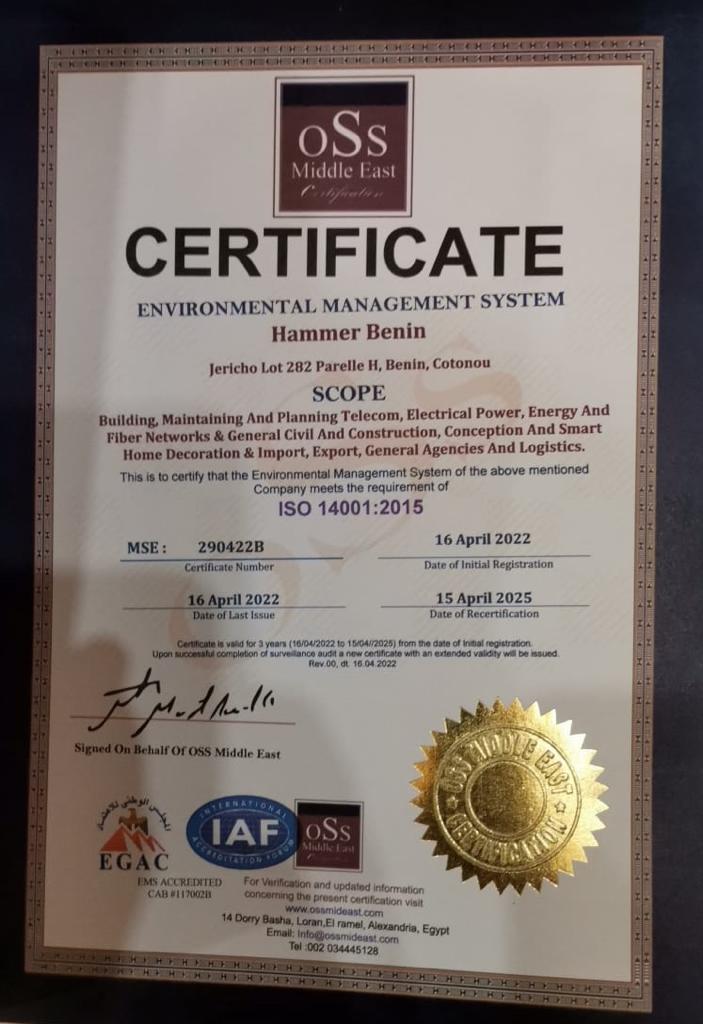 oSs
Middle East
Certification
CERTIFICATE
ENVIRONMENTAL MANAGEMENT SYSTEM
Hammer Benin
Jericho Lot 282 Parelle H, Benin, Cotonou
SCOPE
Building, Maintaining And Planning Telecom, Electrical Power, Energy And
Fiber Networks & General Civil And Construction, Conception And Smart
Home Decoration & Import, Export, General Agencies And Logistics.
This is to certify that the Environmental Management System of the above mentioned
Company meets the requirement of
ISO 14001:2015
MSE : 290422B
Certificate Number
16 April 2022
Date of Initial Registration
16 April 2022
Date of Last Issue
15 April 2025
Date of Recertification
Certificate is valid for 3 years (16/04/2022 to 15/04//2025) from the date of Initial registration.
Upon successful completion of surveillance audit a new certificate with an extended validity will be issued.
Rev.00, dt. 16.04.2022
Signed On Behalf Of OSS Middle East
OSS MIDDLE EAST
CERTIFICATION
EGAC
EMS ACCREDITED
CAB #117002B
INTERNATIONAL
IAF
ACCREDITATION FORUM
oSs
Middle East
For Verification and updated information
concerning the present certification visit
www.ossmideast.com
14 Dorry Basha, Loran,El ramel, Alexandria, Egypt
Email: Info@ossmideast.com
Tel :002 034445128